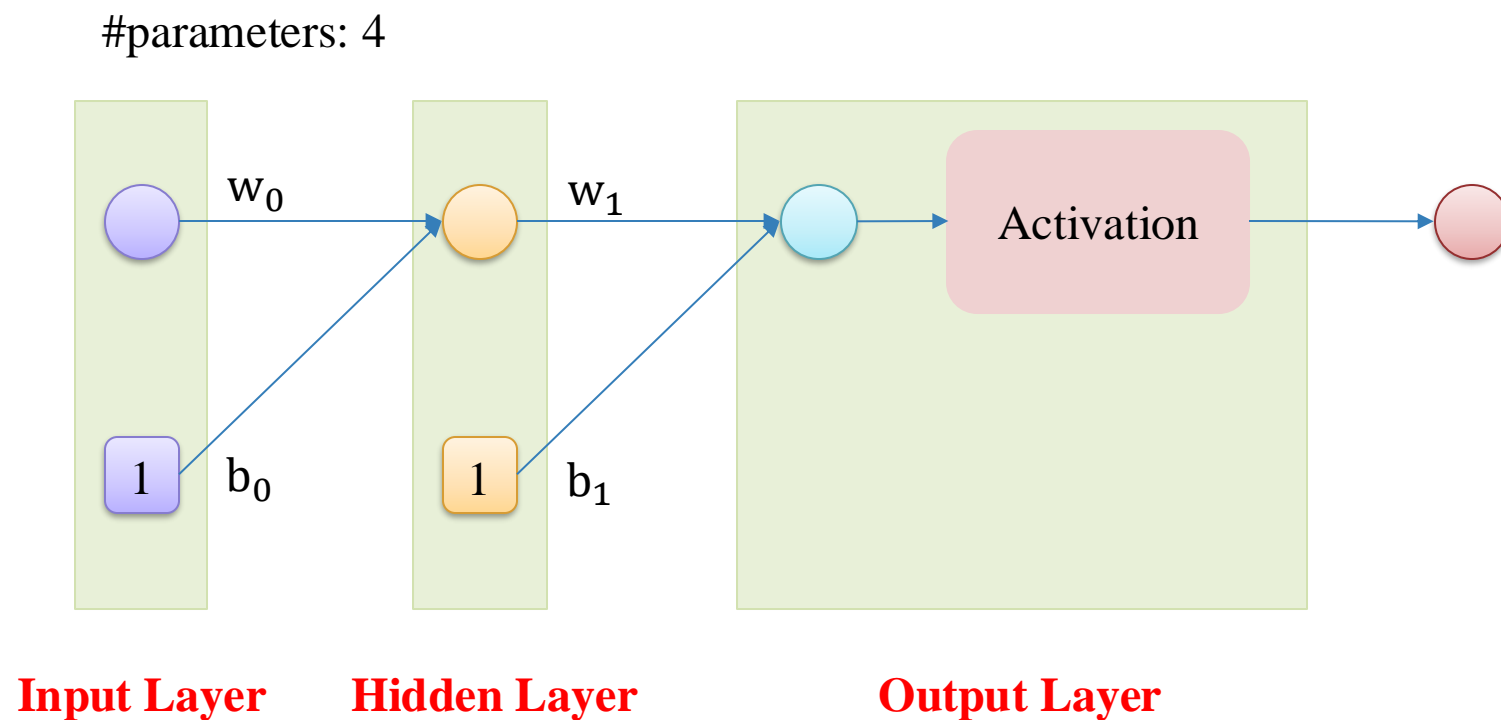 #parameters: 4
w₀
w₁
Activation
1
b₀
1
b₁
Input Layer
Hidden Layer
Output Layer